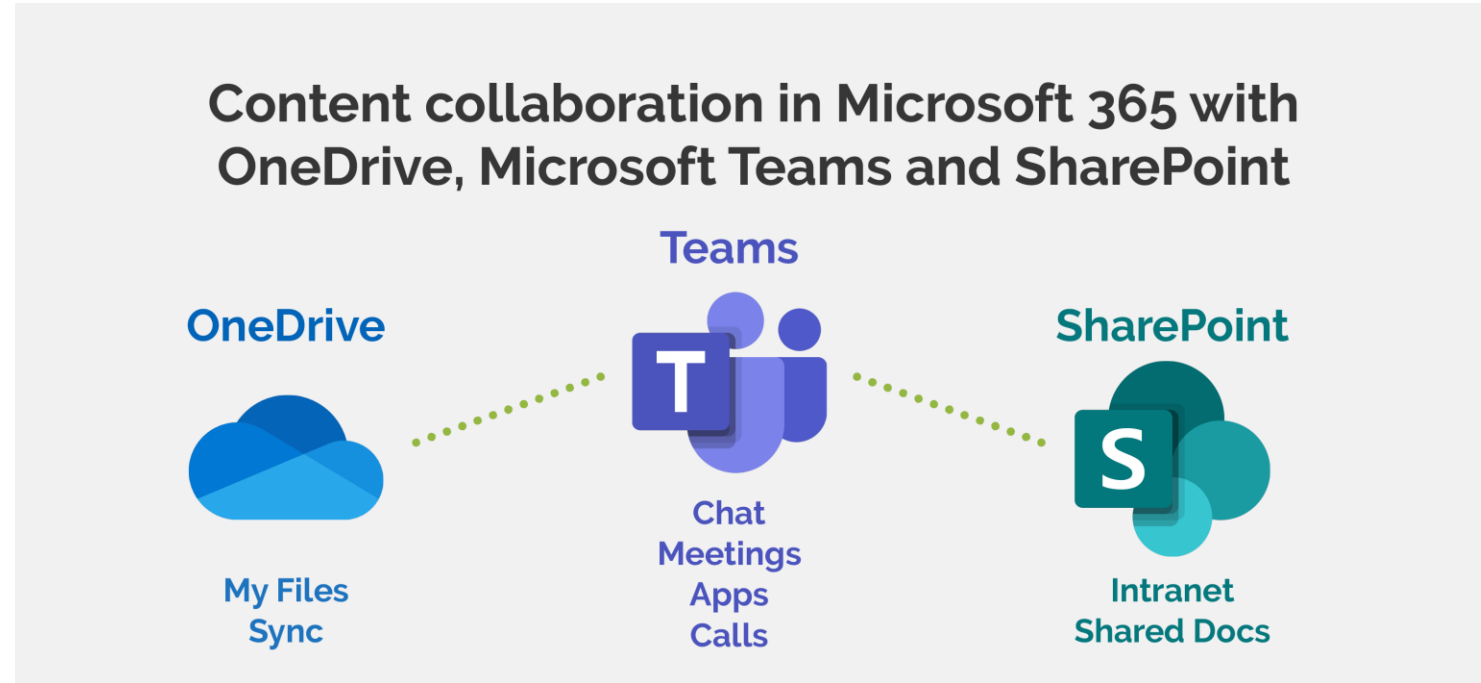 Content collaboration in Microsoft 365 with
OneDrive, Microsoft Teams and SharePoint
OneDrive
My Files
Sync
Teams
T
Chat
Meetings
Apps
Calls
SharePoint
S
Intranet
Shared Docs